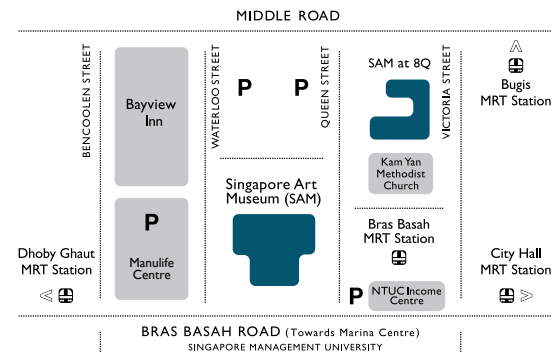 MIDDLE ROAD
BENCOOLEN STREET
Bayview
Inn
WATERLOO STREET
P
P
QUEEN STREET
SAM at 8Q
VICTORIA STREET
Bugis
MRT Station
Kam Yan
Methodist
Church
Singapore Art
Museum (SAM)
P
Manulife
Centre
Bras Basah
MRT Station
Dhoby Ghaut
MRT Station
City Hall
MRT Station
P
NTUC Income
Centre
BRAS BASAH ROAD (Towards Marina Centre)
SINGAPORE MANAGEMENT UNIVERSITY